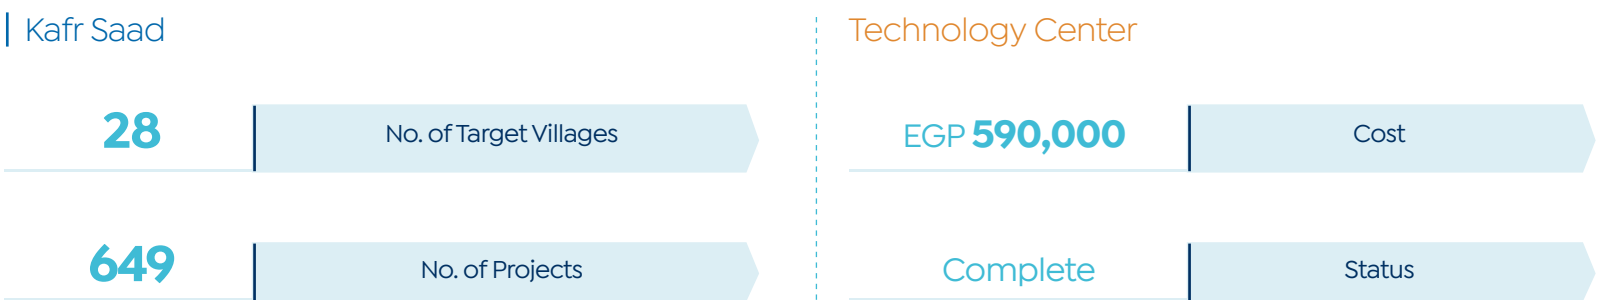 Kafr Saad
28
No. of Target Villages
649
No. of Projects
Technology Center
EGP 590,000
Cost
Complete
Status